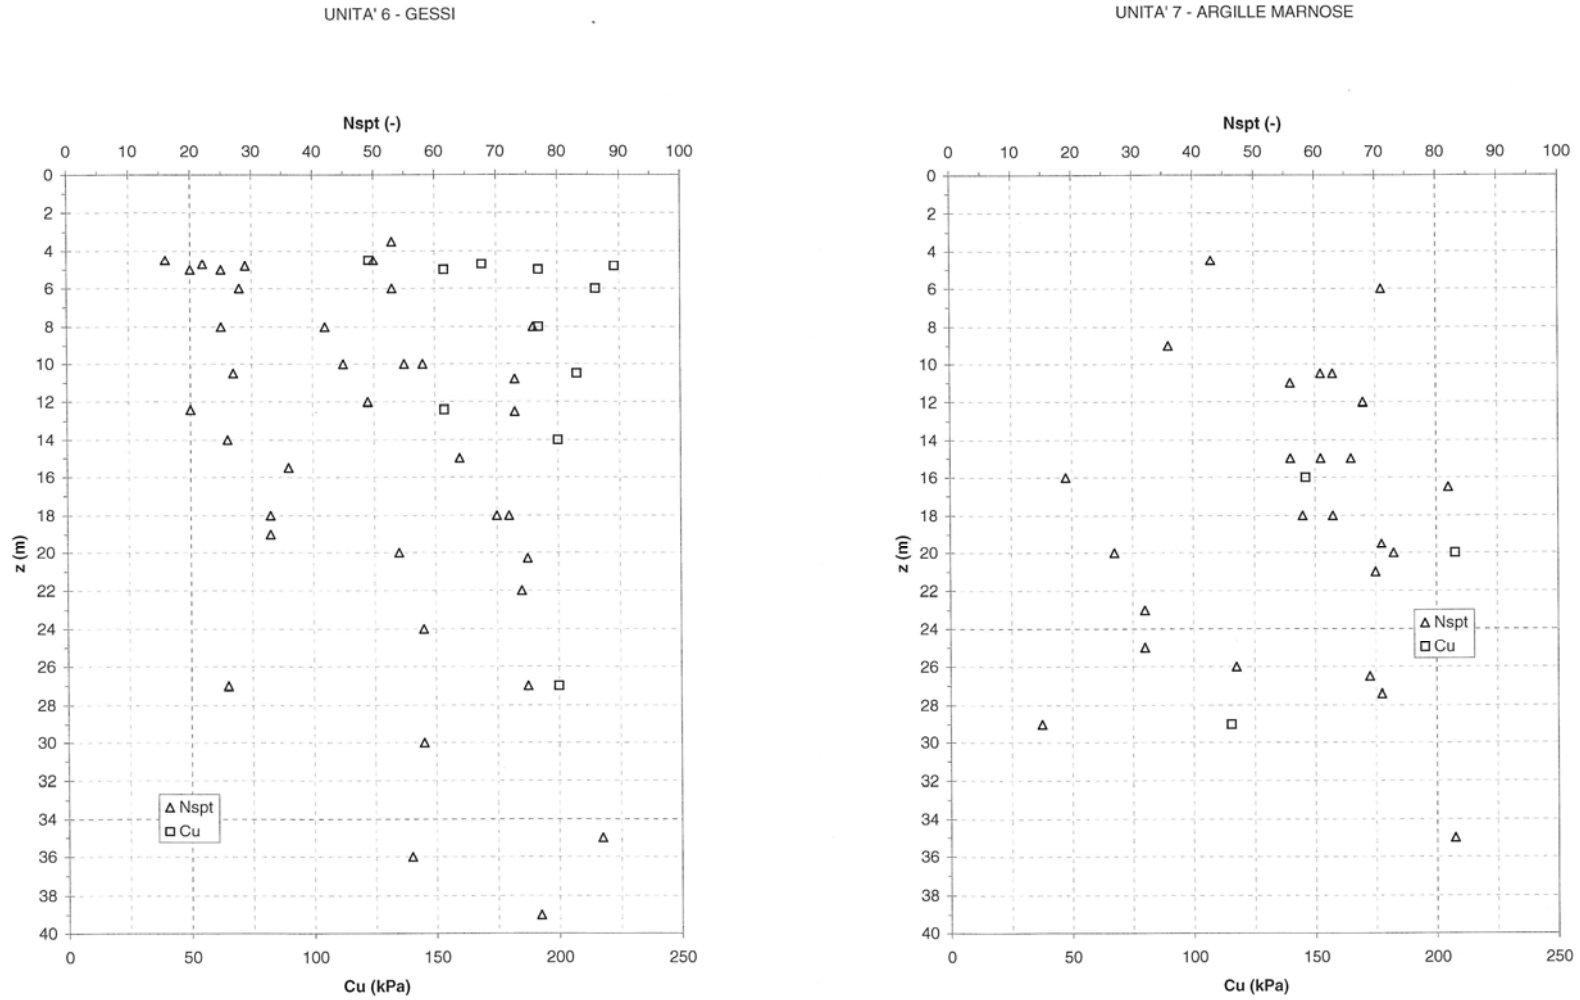 UNITA' 6 - GESSI
Nspt (-)
0 10 20 30 40 50 60 70 80 90 100
0
2
4
6
8
10
12
14
16
18
20
22
24
26
28
30
32
34
36
38
40
z (m)
Nspt
Cu
0 50 100 150 200 250
Cu (kPa)
UNITA' 7 - ARGILLE MARNOSE
Nspt (-)
0 10 20 30 40 50 60 70 80 90 100
0
2
4
6
8
10
12
14
16
18
20
22
24
26
28
30
32
34
36
38
40
z (m)
Nspt
Cu
0 50 100 150 200 250
Cu (kPa)